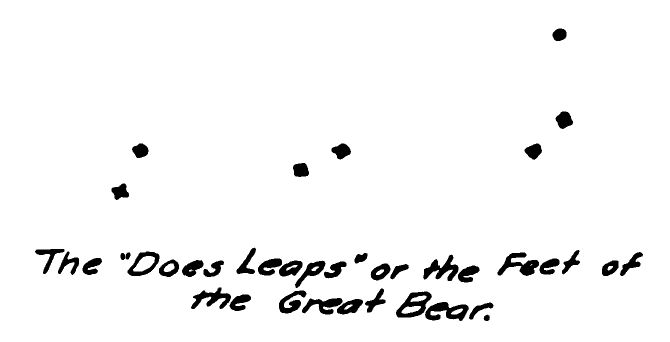 The "Does Leaps" or the Feet of
the Great Bear.